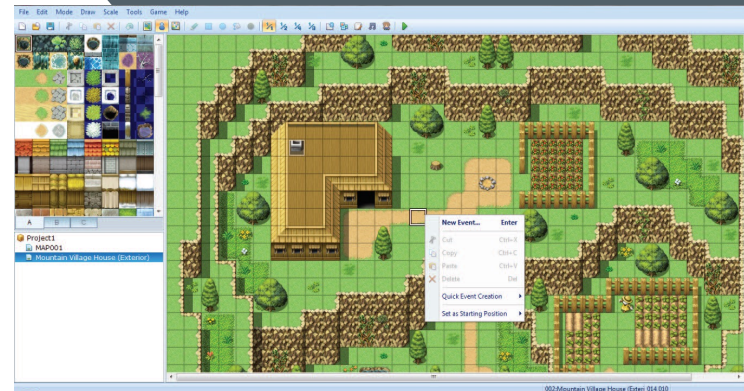 File Edit Mode Draw Scale Tools Game Help
A B C
Project1
MAP001
Mountain Village House (Exterior)
New Event... Enter
Cut Ctrl+X
Copy Ctrl+C
Paste Ctrl+V
Delete Del
Quick Event Creation
Set as Starting Position
002:Mountain Village House (Exteri 014,010